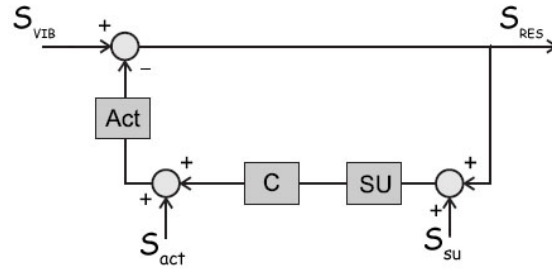 S_VIB + S_RES
−
Act
+ C SU +
+ +
S_act S_su